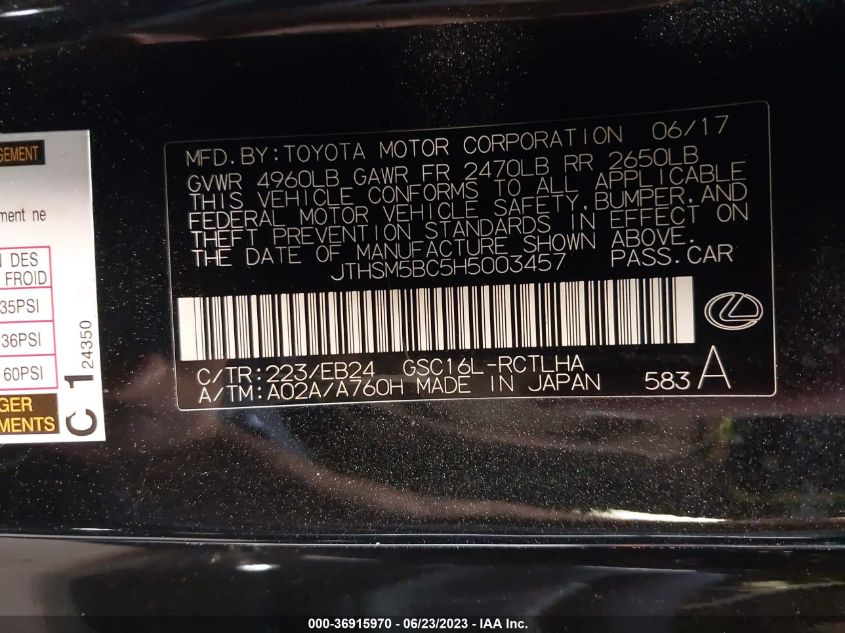 GEMENT
ment ne
N DES
FROID
35PSI
36PSI
60PSI
GER
MENTS
C 1 24350
MFD. BY: TOYOTA MOTOR CORPORATION 06/17
GVWR 4960LB GAWR FR 2470LB RR 2650LB
THIS VEHICLE CONFORMS TO ALL APPLICABLE
FEDERAL MOTOR VEHICLE SAFETY, BUMPER, AND
THEFT PREVENTION STANDARDS IN EFFECT ON
THE DATE OF MANUFACTURE SHOWN ABOVE.
JTHSM5BC5H5003457 PASS. CAR
C/TR: 223/EB24 GSC16L-RCTLHA
A/TM: A02A/A760H MADE IN JAPAN 583 A
000-36915970 - 06/23/2023 - IAA Inc.